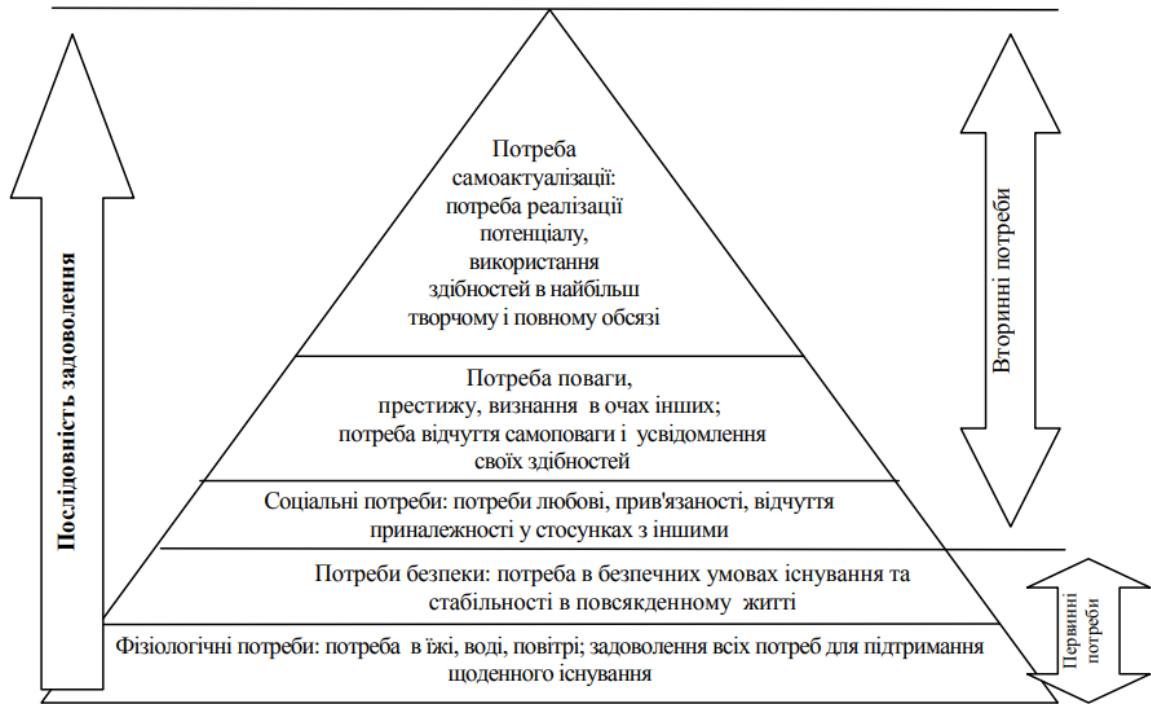 Потреба
самоактуалізації:
потреба реалізації
потенціалу,
використання
здібностей в найбільш
творчому і повному обсязі
Потреба поваги,
престижу, визнання в очах інших;
потреба відчуття самоповаги і усвідомлення
своїх здібностей
Соціальні потреби: потреби любові, прив'язаності, відчуття
приналежності у стосунках з іншими
Потреби безпеки: потреба в безпечних умовах існування та
стабільності в повсякденному житті
Фізіологічні потреби: потреба в їжі, воді, повітрі; задоволення всіх потреб для підтримання
щоденного існування
Послідовність задоволення
Вторинні потреби
Первинні
потреби